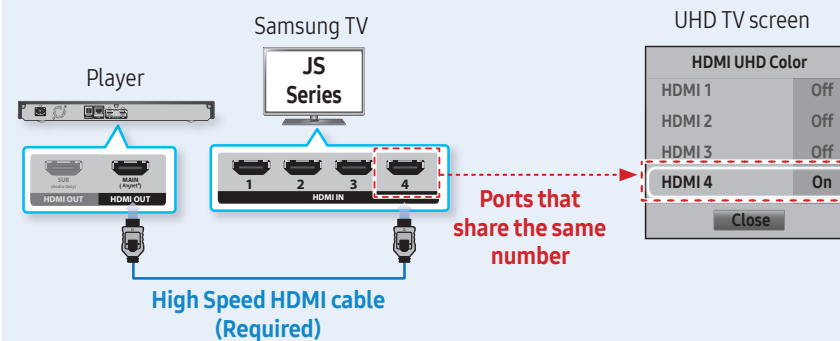 Samsung TV
UHD TV screen
Player
JS
Series
HDMI UHD Color
HDMI 1 Off
HDMI 2 Off
HDMI 3 Off
HDMI 4 On
Close
SUB
(Audio Only)
HDMI OUT
MAIN
(Anynet+)
HDMI OUT
1 2 3 4
HDMI IN
Ports that
share the same
number
High Speed HDMI cable
(Required)